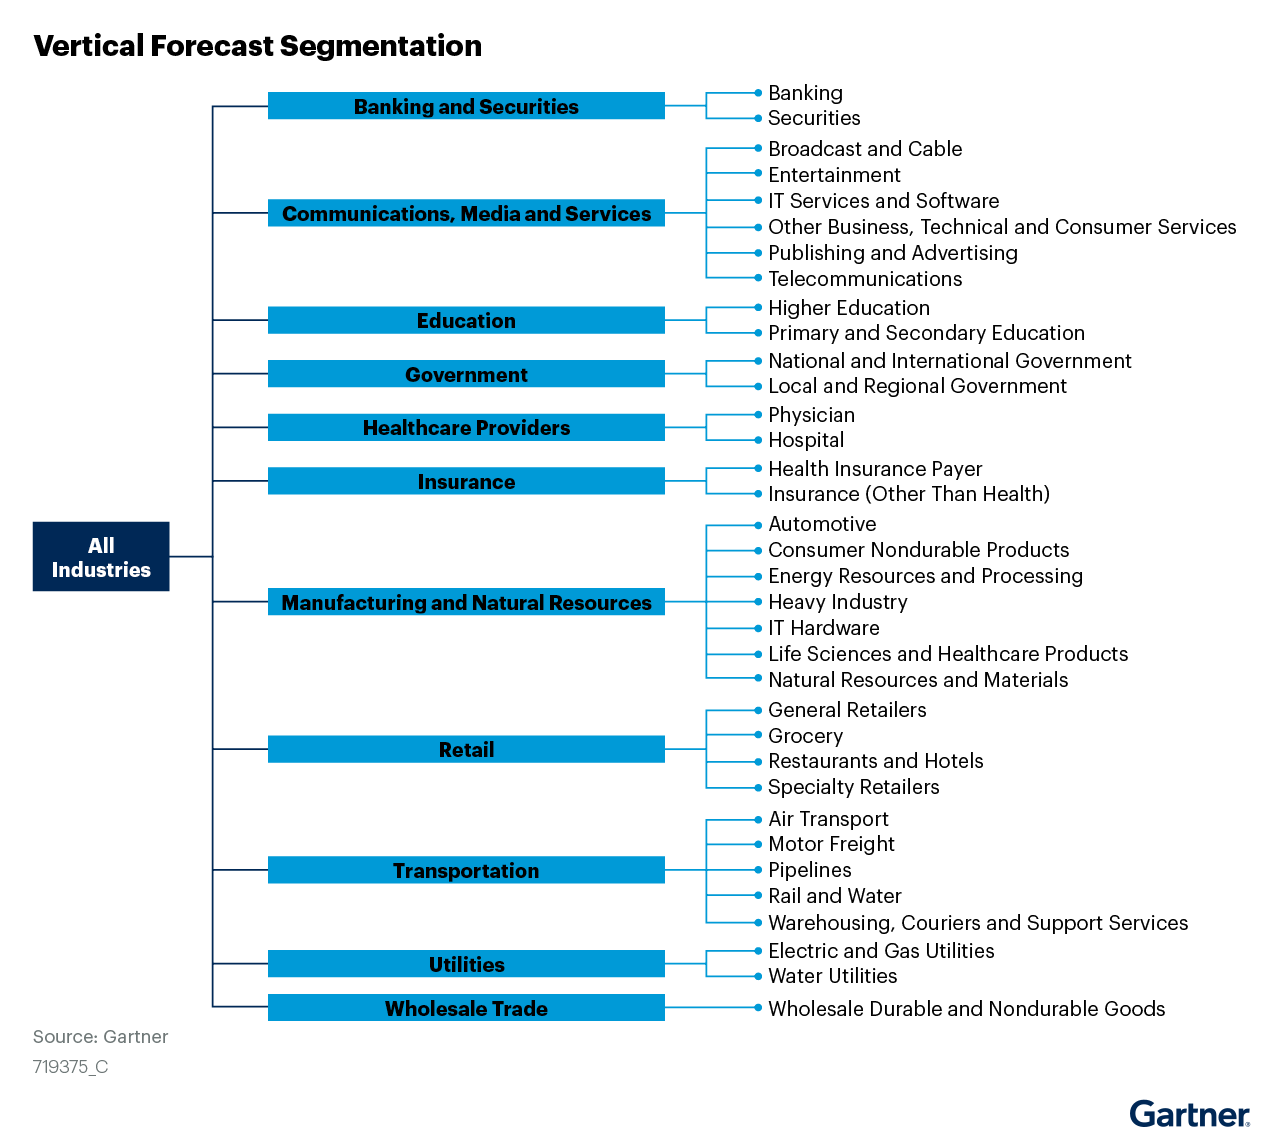 Vertical Forecast Segmentation
All
Industries
Banking and Securities
Banking
Securities
Communications, Media and Services
Broadcast and Cable
Entertainment
IT Services and Software
Other Business, Technical and Consumer Services
Publishing and Advertising
Telecommunications
Education
Higher Education
Primary and Secondary Education
Government
National and International Government
Local and Regional Government
Healthcare Providers
Physician
Hospital
Insurance
Health Insurance Payer
Insurance (Other Than Health)
Manufacturing and Natural Resources
Automotive
Consumer Nondurable Products
Energy Resources and Processing
Heavy Industry
IT Hardware
Life Sciences and Healthcare Products
Natural Resources and Materials
Retail
General Retailers
Grocery
Restaurants and Hotels
Specialty Retailers
Transportation
Air Transport
Motor Freight
Pipelines
Rail and Water
Warehousing, Couriers and Support Services
Utilities
Electric and Gas Utilities
Water Utilities
Wholesale Trade
Wholesale Durable and Nondurable Goods
Source: Gartner
719375_C
Gartner®